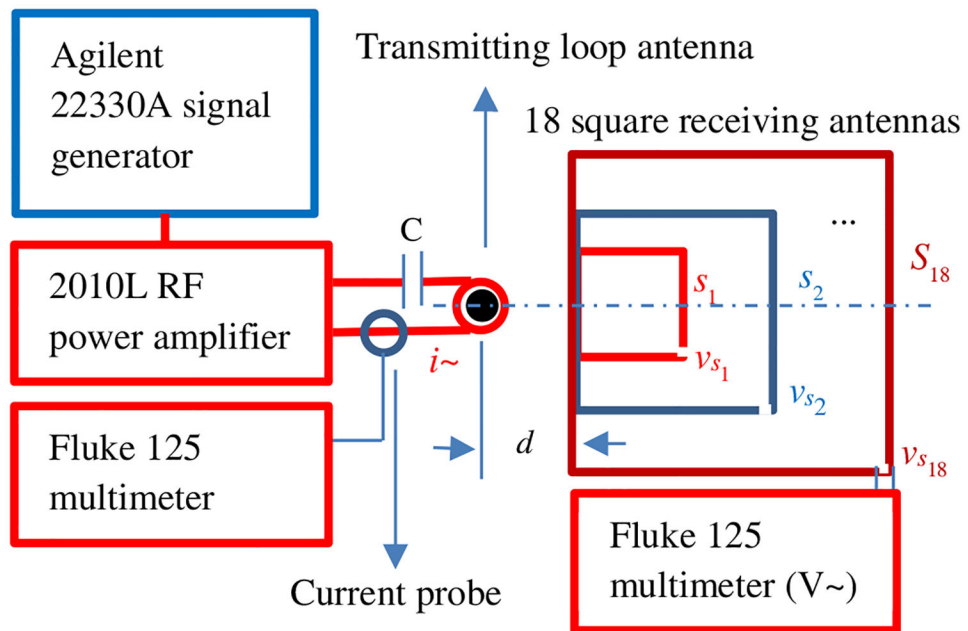 Agilent
22330A signal
generator
Transmitting loop antenna
18 square receiving antennas
C
...
2010L RF
power amplifier
i~
s1
s2
S18
vs1
vs2
vs18
d
Fluke 125
multimeter
Current probe
Fluke 125
multimeter (V~)